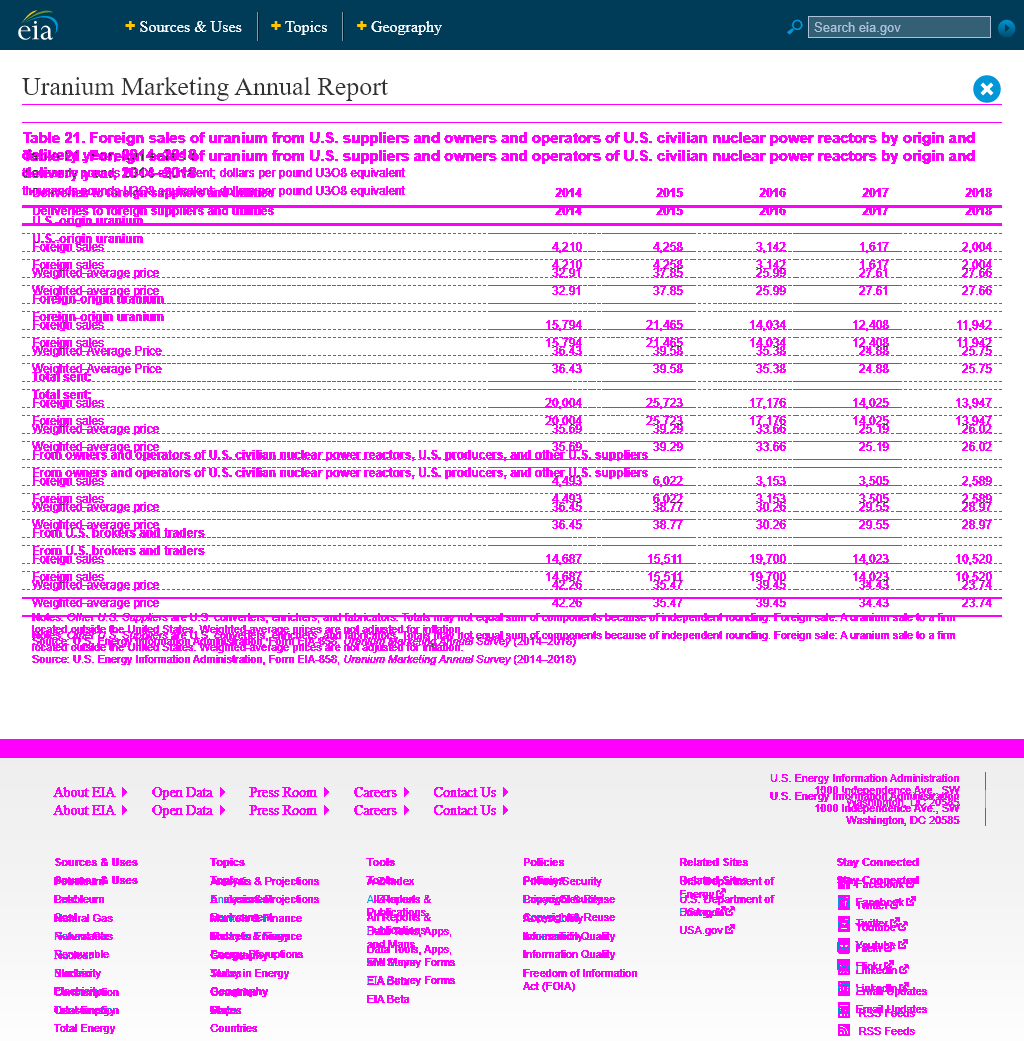 eia
Sources & Uses
Topics
Geography
Search eia.gov
Uranium Marketing Annual Report
Table 21. Foreign sales of uranium from U.S. suppliers and owners and operators of U.S. civilian nuclear power reactors by origin and
delivery year, 2014–2018
thousands pounds U3O8 equivalent; dollars per pound U3O8 equivalent
Deliveries to foreign suppliers and utilities 2014 2015 2016 2017 2018
U.S.-origin uranium
Foreign sales 4,210 4,258 3,142 1,617 2,004
Weighted-average price 32.91 37.85 25.99 27.61 27.66
Foreign-origin uranium
Foreign sales 15,794 21,465 14,034 12,408 11,942
Weighted-Average Price 36.43 39.58 35.38 24.88 25.75
Total sent:
Foreign sales 20,004 25,723 17,176 14,025 13,947
Weighted-average price 35.69 39.29 33.66 25.19 26.02
From owners and operators of U.S. civilian nuclear power reactors, U.S. producers, and other U.S. suppliers
Foreign sales 4,493 6,022 3,153 3,505 2,589
Weighted-average price 36.45 38.77 30.26 29.55 28.97
From U.S. brokers and traders
Foreign sales 14,687 15,511 19,700 14,023 10,520
Weighted-average price 42.26 35.47 39.45 34.43 23.74
Notes: Other U.S. Suppliers are U.S. converters, enrichers, and fabricators. Totals may not equal sum of components because of independent rounding. Foreign sale: A uranium sale to a firm
located outside the United States. Weighted-average prices are not adjusted for inflation.
Source: U.S. Energy Information Administration, Form EIA-858, Uranium Marketing Annual Survey (2014–2018)
About EIA
Open Data
Press Room
Careers
Contact Us
About EIA
Open Data
Press Room
Careers
Contact Us
U.S. Energy Information Administration
1000 Independence Ave., SW
Washington, DC 20585
Sources & Uses
Petroleum
Coal
Natural Gas
Renewable
Nuclear
Electricity
Consumption
Total Energy
Topics
Analysis & Projections
Environment
Markets & Finance
Energy Disruptions
Today in Energy
Geography
States
Countries
Tools
A-Z Index
All Reports &
Publications
Data Tools, Apps,
and Maps
EIA Survey Forms
EIA Beta
Policies
Privacy/Security
Copyright & Reuse
Accessibility
Information Quality
Freedom of Information
Act (FOIA)
Related Sites
U.S. Department of
Energy
USA.gov
Stay Connected
Facebook
Twitter
Youtube
Flickr
LinkedIn
Email Updates
RSS Feeds